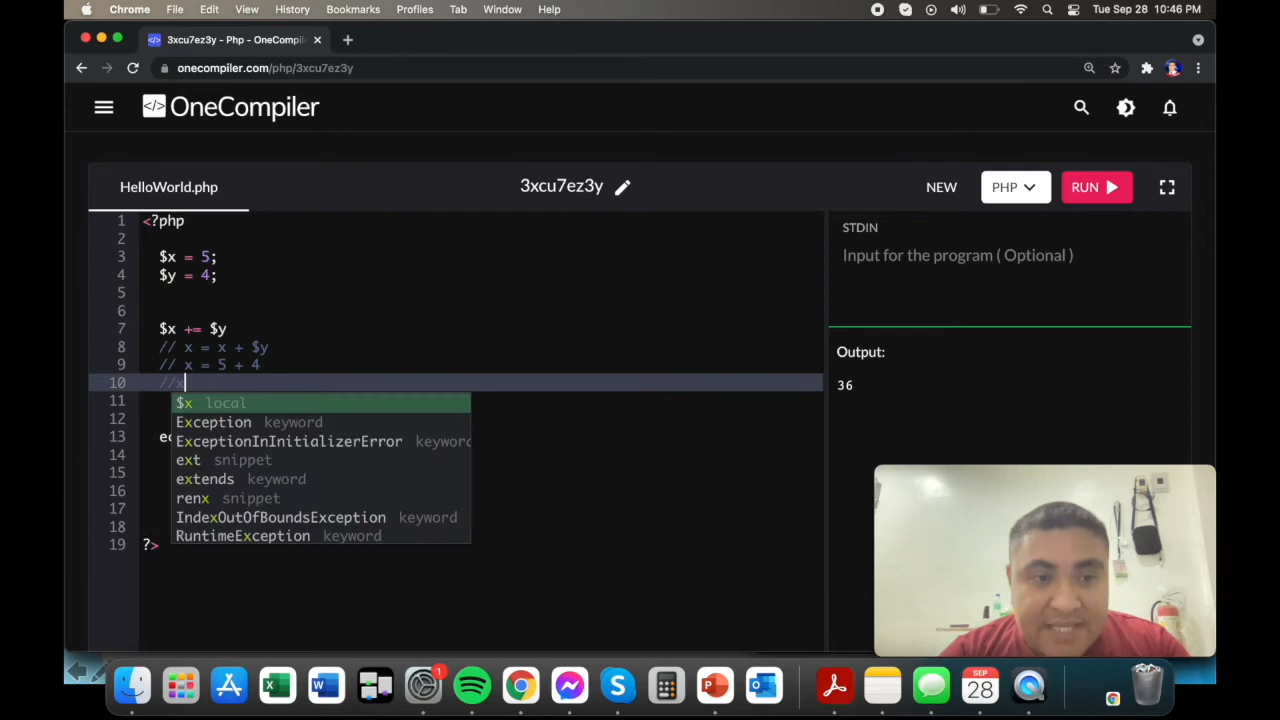 Chrome File Edit View History Bookmarks Profiles Tab Window Help Tue Sep 28 10:46 PM
3xcu7ez3y - Php - OneCompil
onecompiler.com/php/3xcu7ez3y
</> OneCompiler
HelloWorld.php 3xcu7ez3y NEW PHP RUN
STDIN
Input for the program ( Optional )
Output:
36
1 <?php
2
3 $x = 5;
4 $y = 4;
5
6
7 $x += $y
8 // x = x + $y
9 // x = 5 + 4
10 //x
11
12
13 ec
14
15
16
17
18
19 ?>
$x local
Exception keyword
ExceptionInInitializerError keyword
ext snippet
extends keyword
renx snippet
IndexOutOfBoundsException keyword
RuntimeException keyword
1
SEP
28